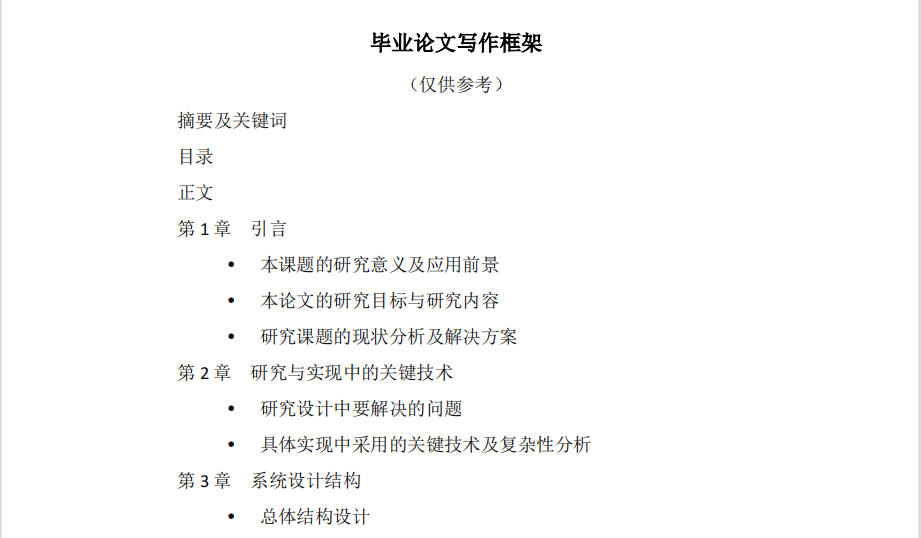 毕业论文写作框架
（仅供参考）
摘要及关键词
目录
正文
第 1 章 引言
• 本课题的研究意义及应用前景
• 本论文的研究目标与研究内容
• 研究课题的现状分析及解决方案
第 2 章 研究与实现中的关键技术
• 研究设计中要解决的问题
• 具体实现中采用的关键技术及复杂性分析
第 3 章 系统设计结构
• 总体结构设计